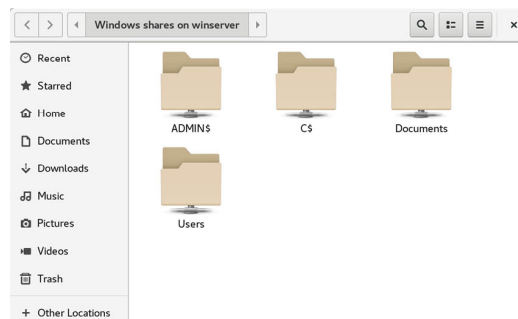 Windows shares on winserver
Recent
Starred
Home
Documents
Downloads
Music
Pictures
Videos
Trash
+ Other Locations
ADMIN$
C$
Documents
Users